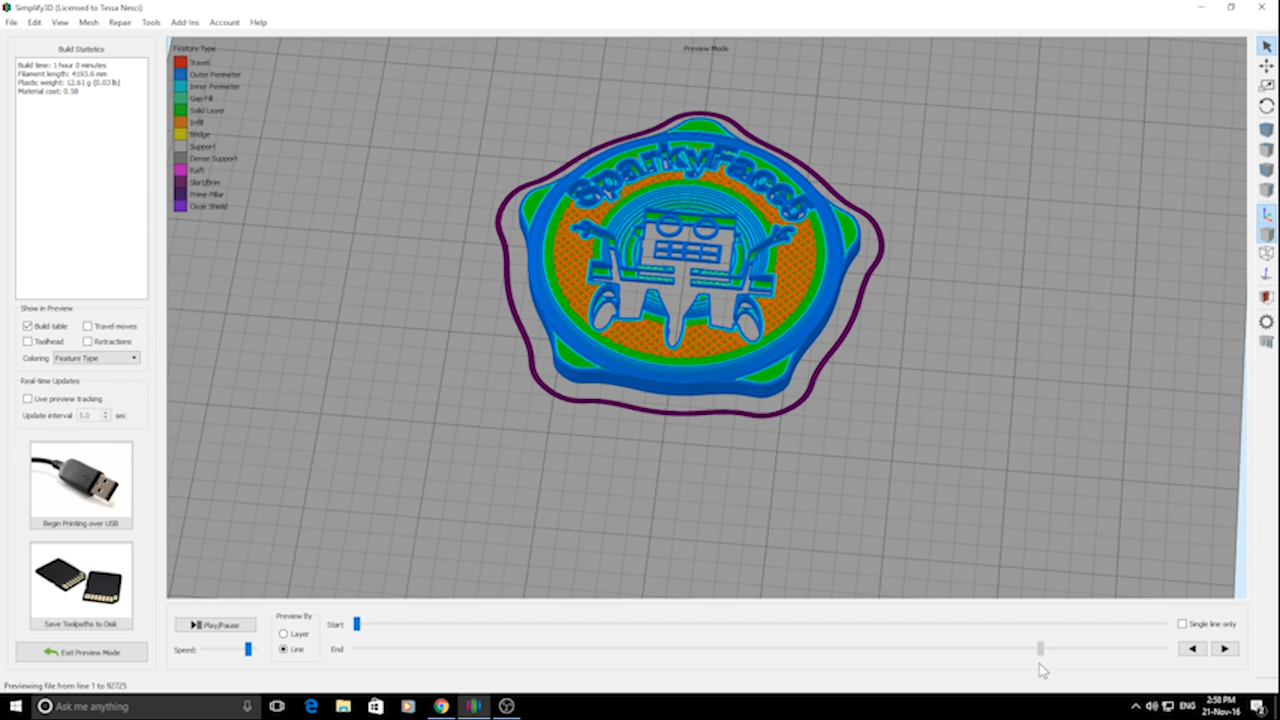 Simplify3D (Licensed to Tessa Nesci)
File Edit View Mesh Repair Tools Add-Ins Account Help
Build Statistics
Build time: 1 hour 0 minutes
Filament length: 4193.6 mm
Plastic weight: 12.61 g (0.03 lb)
Material cost: 0.58
Feature Type
Travel
Outer Perimeter
Inner Perimeter
Gap Fill
Solid Layer
Infill
Bridge
Support
Dense Support
Raft
Skirt/Brim
Prime Pillar
Ooze Shield
Preview Mode
SparkyFace5
Show in Preview
Build table Travel moves
Toolhead Retractions
Coloring Feature Type
Real-time Updates
Live preview tracking
Update interval 5.0 sec
Begin Printing over USB
Save Toolpaths to Disk
Exit Preview Mode
Play/Pause
Speed:
Preview By
Layer
Line
Start
End
Single line only
Previewing file from line 1 to 92725
Ask me anything
ENG
2:50 PM
21-Nov-16
2